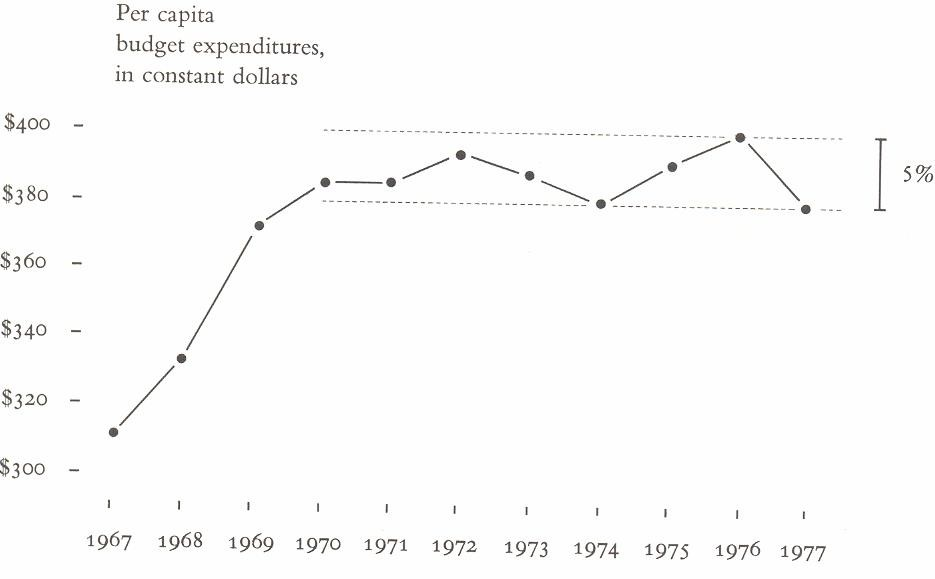 Per capita
budget expenditures,
in constant dollars
$400
$380
5%
$360
$340
$320
$300
1967 1968 1969 1970 1971 1972 1973 1974 1975 1976 1977